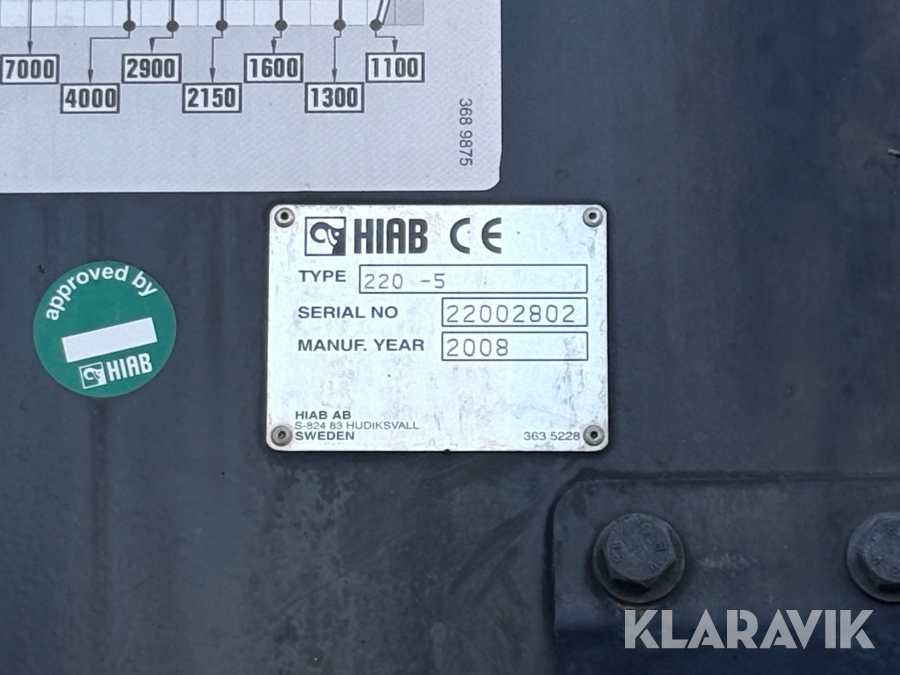 7000
2900
1600
1100
4000
2150
1300
368 9875
HIAB CE
TYPE 220 -5
SERIAL NO 22002802
MANUF. YEAR 2008
HIAB AB
S-824 83 HUDIKSVALL
SWEDEN
363 5228
approved by
HIAB
KLARAVIK